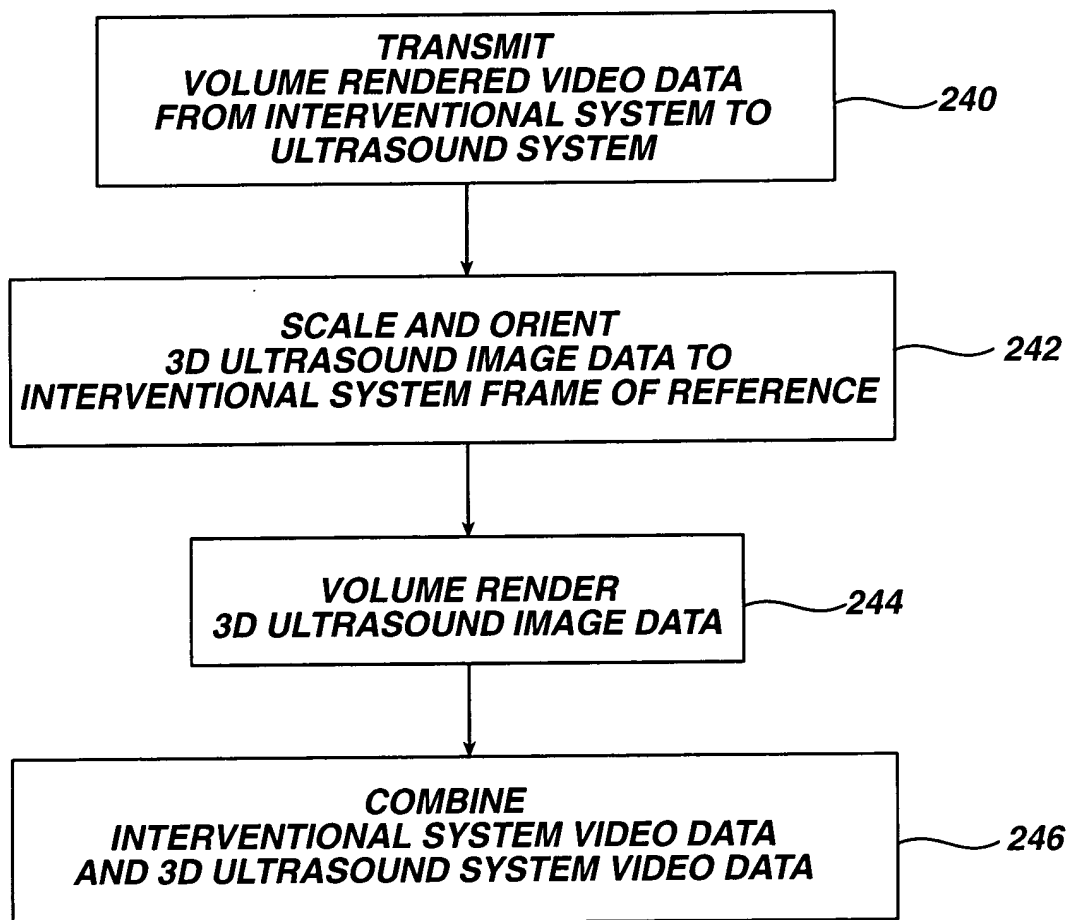 TRANSMIT
VOLUME RENDERED VIDEO DATA
FROM INTERVENTIONAL SYSTEM TO
ULTRASOUND SYSTEM
240
SCALE AND ORIENT
3D ULTRASOUND IMAGE DATA TO
INTERVENTIONAL SYSTEM FRAME OF REFERENCE
242
VOLUME RENDER
3D ULTRASOUND IMAGE DATA
244
COMBINE
INTERVENTIONAL SYSTEM VIDEO DATA
AND 3D ULTRASOUND SYSTEM VIDEO DATA
246